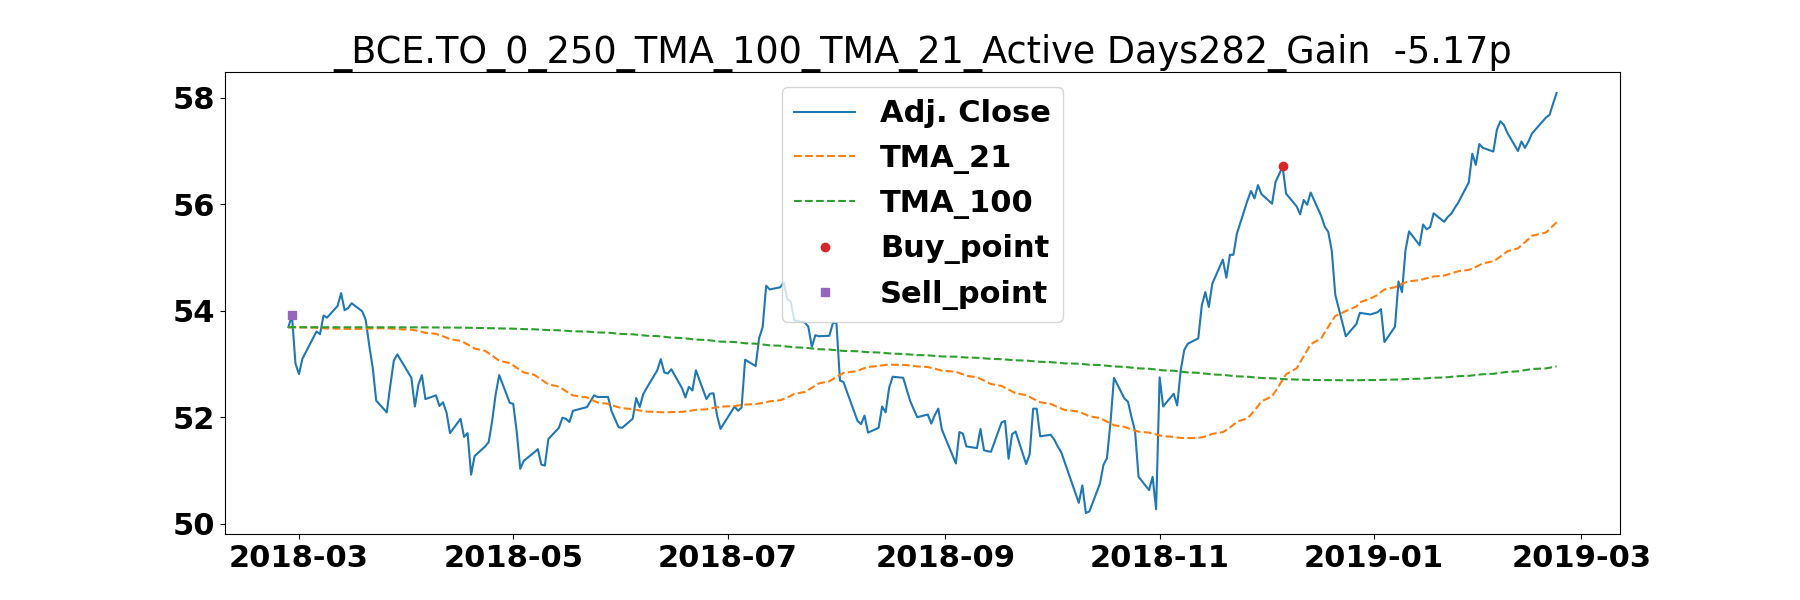 _BCE.TO_0_250_TMA_100_TMA_21_Active Days282_Gain  -5.17p
58
56
54
52
50
Adj. Close
TMA_21
TMA_100
Buy_point
Sell_point
2018-03 2018-05 2018-07 2018-09 2018-11 2019-01 2019-03